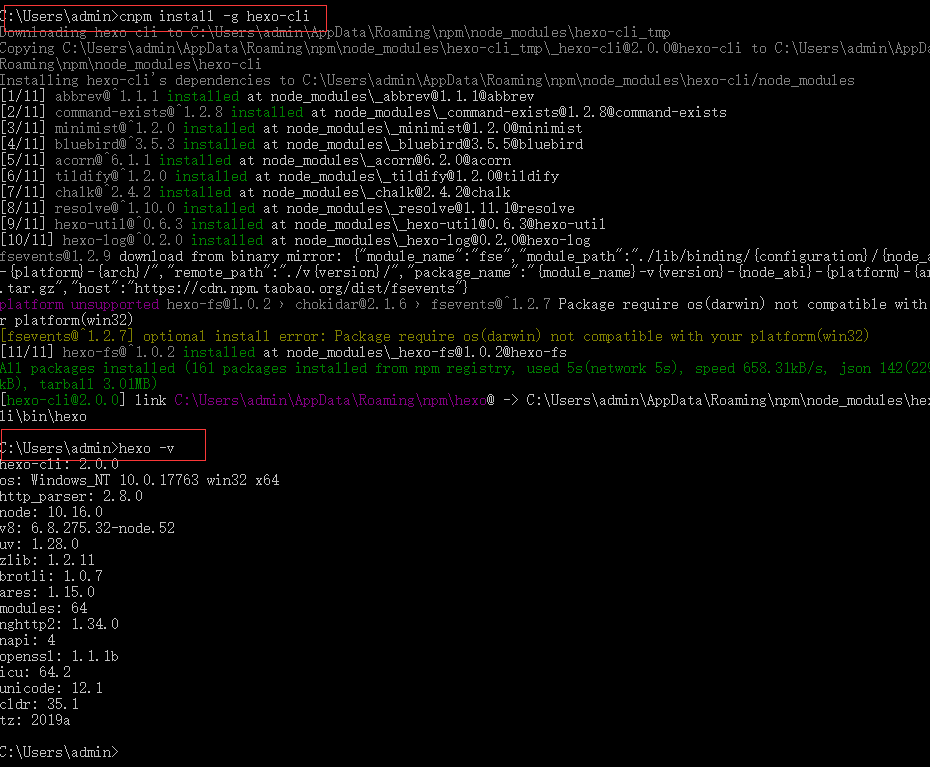 C:\Users\admin>cnpm install -g hexo-cli
Downloading hexo-cli to C:\Users\admin\AppData\Roaming\npm\node_modules\hexo-cli_tmp
Copying C:\Users\admin\AppData\Roaming\npm\node_modules\hexo-cli_tmp\_hexo-cli@2.0.0@hexo-cli to C:\Users\admin\AppDa
Roaming\npm\node_modules\hexo-cli
Installing hexo-cli's dependencies to C:\Users\admin\AppData\Roaming\npm\node_modules\hexo-cli/node_modules
[1/11] abbrev@^1.1.1 installed at node_modules\_abbrev@1.1.1@abbrev
[2/11] command-exists@^1.2.8 installed at node_modules\_command-exists@1.2.8@command-exists
[3/11] minimist@^1.2.0 installed at node_modules\_minimist@1.2.0@minimist
[4/11] bluebird@^3.5.3 installed at node_modules\_bluebird@3.5.5@bluebird
[5/11] acorn@^6.1.1 installed at node_modules\_acorn@6.2.0@acorn
[6/11] tildify@^1.2.0 installed at node_modules\_tildify@1.2.0@tildify
[7/11] chalk@^2.4.2 installed at node_modules\_chalk@2.4.2@chalk
[8/11] resolve@^1.10.0 installed at node_modules\_resolve@1.11.1@resolve
[9/11] hexo-util@^0.6.3 installed at node_modules\_hexo-util@0.6.3@hexo-util
[10/11] hexo-log@^0.2.0 installed at node_modules\_hexo-log@0.2.0@hexo-log
fsevents@1.2.9 download from binary mirror: {"module_name":"fse","module_path":"./lib/binding/{configuration}/{node_a
-{platform}-{arch}/","remote_path":"./v{version}/","package_name":"{module_name}-v{version}-{node_abi}-{platform}-{ar
.tar.gz","host":"https://cdn.npm.taobao.org/dist/fsevents"}
platform unsupported hexo-fs@1.0.2 › chokidar@2.1.6 › fsevents@^1.2.7 Package require os(darwin) not compatible with
r platform(win32)
[fsevents@^1.2.7] optional install error: Package require os(darwin) not compatible with your platform(win32)
[11/11] hexo-fs@^1.0.2 installed at node_modules\_hexo-fs@1.0.2@hexo-fs
All packages installed (161 packages installed from npm registry, used 5s(network 5s), speed 658.31kB/s, json 142(229
kB), tarball 3.01MB)
[hexo-cli@2.0.0] link C:\Users\admin\AppData\Roaming\npm\hexo@ -> C:\Users\admin\AppData\Roaming\npm\node_modules\hex
li\bin\hexo
C:\Users\admin>hexo -v
hexo-cli: 2.0.0
os: Windows_NT 10.0.17763 win32 x64
http_parser: 2.8.0
node: 10.16.0
v8: 6.8.275.32-node.52
uv: 1.28.0
zlib: 1.2.11
brotli: 1.0.7
ares: 1.15.0
modules: 64
nghttp2: 1.34.0
napi: 4
openssl: 1.1.1b
icu: 64.2
unicode: 12.1
cldr: 35.1
tz: 2019a
C:\Users\admin>